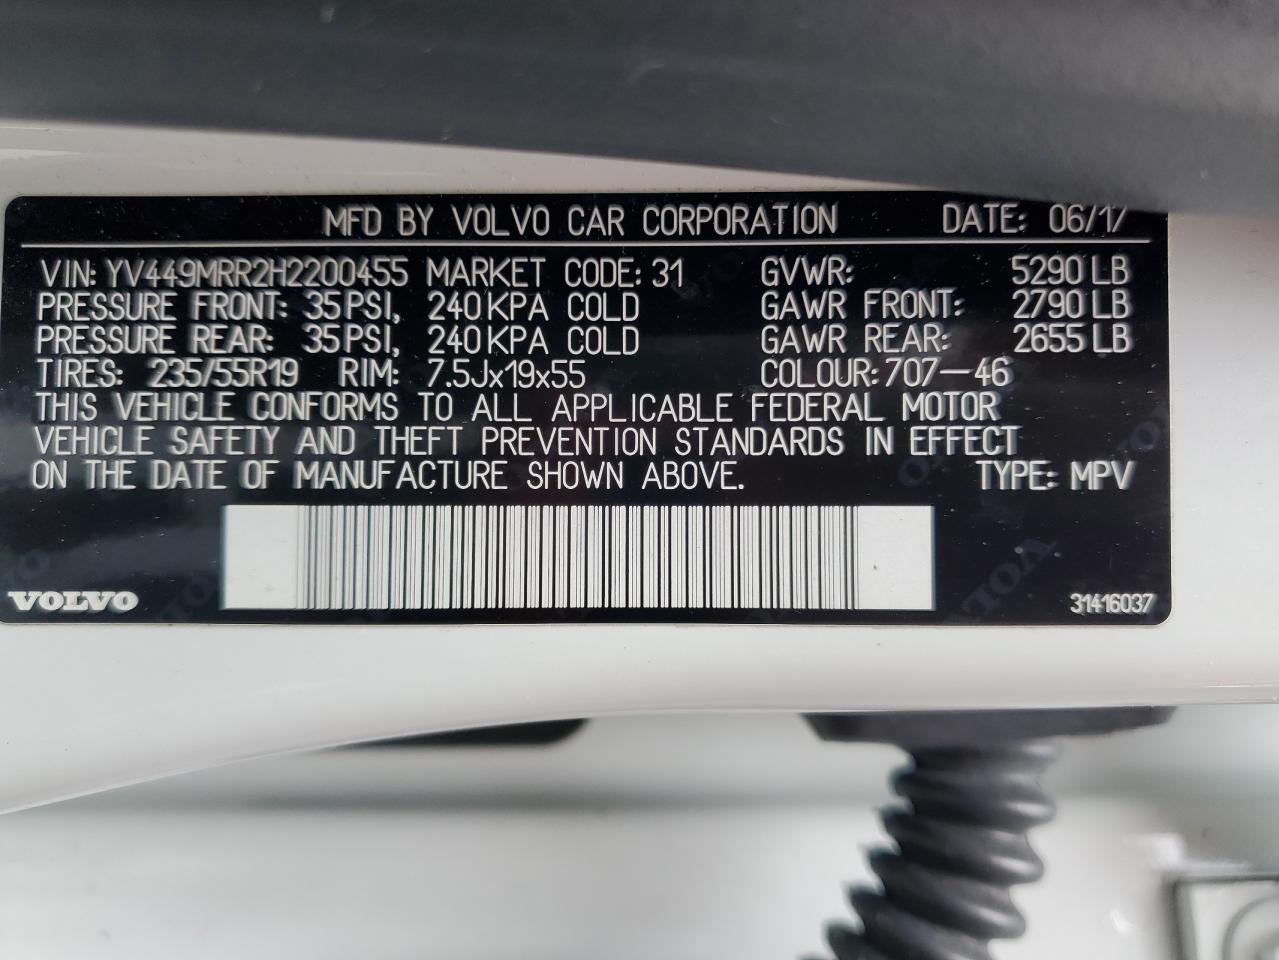 MFD BY VOLVO CAR CORPORATION DATE: 06/17
VIN: YV449MRR2H2200455 MARKET CODE: 31 GVWR: 5290 LB
PRESSURE FRONT: 35 PSI, 240 KPA COLD GAWR FRONT: 2790 LB
PRESSURE REAR: 35 PSI, 240 KPA COLD GAWR REAR: 2655 LB
TIRES: 235/55R19 RIM: 7.5Jx19x55 COLOUR: 707-46
THIS VEHICLE CONFORMS TO ALL APPLICABLE FEDERAL MOTOR
VEHICLE SAFETY AND THEFT PREVENTION STANDARDS IN EFFECT
ON THE DATE OF MANUFACTURE SHOWN ABOVE. TYPE: MPV
VOLVO 31416037